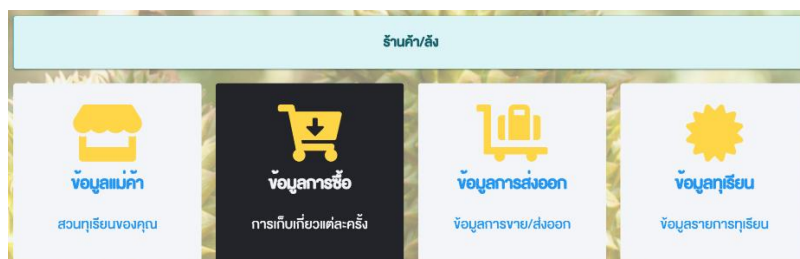 ร้านค้า/ล้ง
ข้อมูลแม่ค้า
สวนทุเรียนของคุณ
ข้อมูลการซื้อ
การเก็บเกี่ยวแต่ละครั้ง
ข้อมูลการส่งออก
ข้อมูลการขาย/ส่งออก
ข้อมูลทุเรียน
ข้อมูลรายการทุเรียน